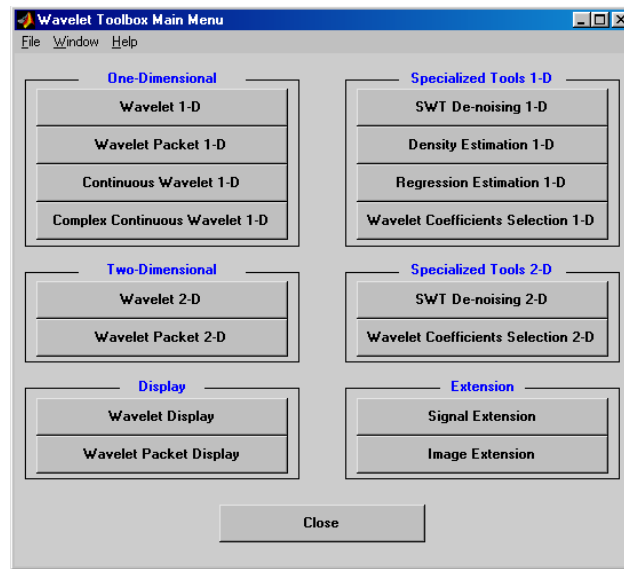 Wavelet Toolbox Main Menu
File Window Help
One-Dimensional
Wavelet 1-D
Wavelet Packet 1-D
Continuous Wavelet 1-D
Complex Continuous Wavelet 1-D
Specialized Tools 1-D
SWT De-noising 1-D
Density Estimation 1-D
Regression Estimation 1-D
Wavelet Coefficients Selection 1-D
Two-Dimensional
Wavelet 2-D
Wavelet Packet 2-D
Specialized Tools 2-D
SWT De-noising 2-D
Wavelet Coefficients Selection 2-D
Display
Wavelet Display
Wavelet Packet Display
Extension
Signal Extension
Image Extension
Close